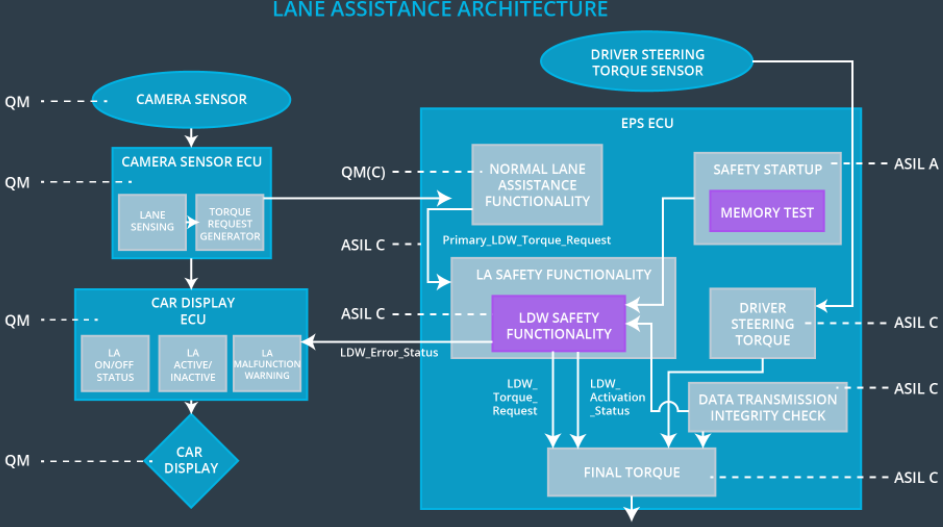 LANE ASSISTANCE ARCHITECTURE
DRIVER STEERING
TORQUE SENSOR
QM
CAMERA SENSOR
EPS ECU
QM
CAMERA SENSOR ECU
LANE
SENSING
TORQUE
REQUEST
GENERATOR
QM(C)
NORMAL LANE
ASSISTANCE
FUNCTIONALITY
SAFETY STARTUP
MEMORY TEST
ASIL A
ASIL C
Primary_LDW_Torque_Request
LA SAFETY FUNCTIONALITY
QM
CAR DISPLAY
ECU
LA
ON/OFF
STATUS
LA
ACTIVE/
INACTIVE
LA
MALFUNCTION
WARNING
ASIL C
LDW SAFETY
FUNCTIONALITY
LDW_Error_Status
DRIVER
STEERING
TORQUE
ASIL C
LDW_
Torque_
Request
LDW_
Activation
_Status
DATA TRANSMISSION
INTEGRITY CHECK
ASIL C
QM
CAR
DISPLAY
FINAL TORQUE
ASIL C